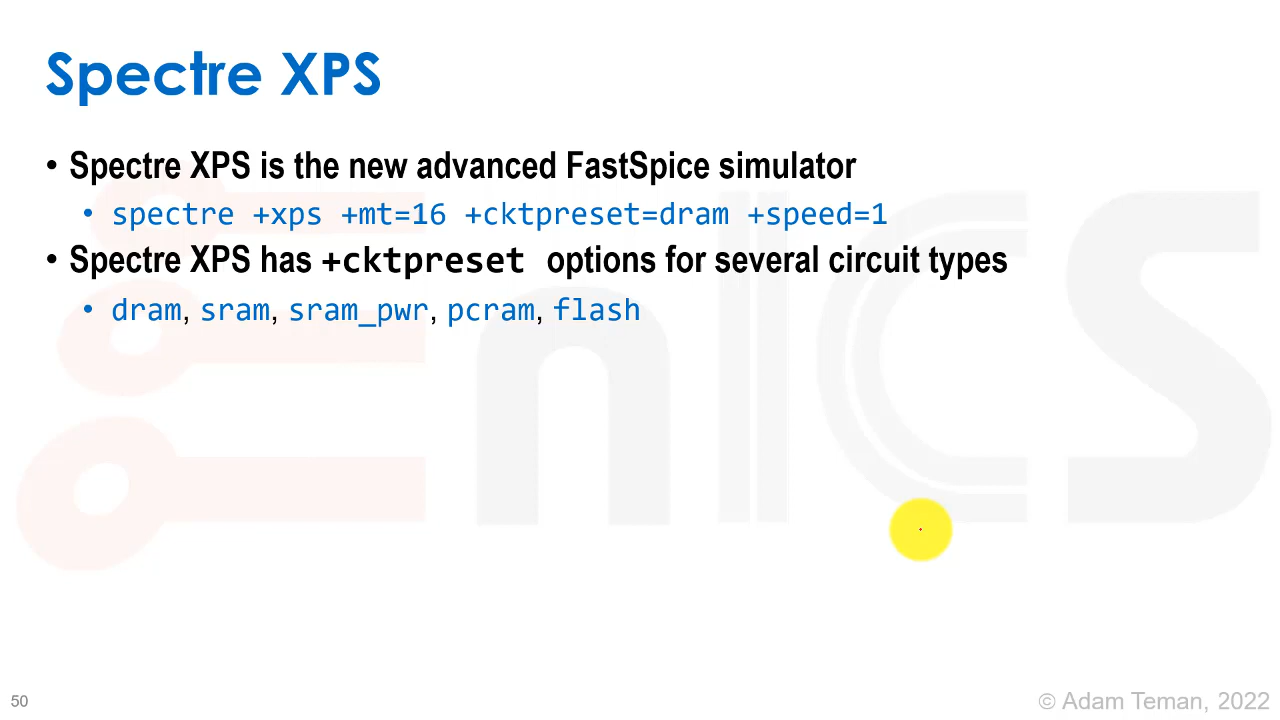 Spectre XPS
• Spectre XPS is the new advanced FastSpice simulator
• spectre +xps +mt=16 +cktpreset=dram +speed=1
• Spectre XPS has +cktpreset options for several circuit types
• dram, sram, sram_pwr, pcram, flash
enICS
50
© Adam Teman, 2022